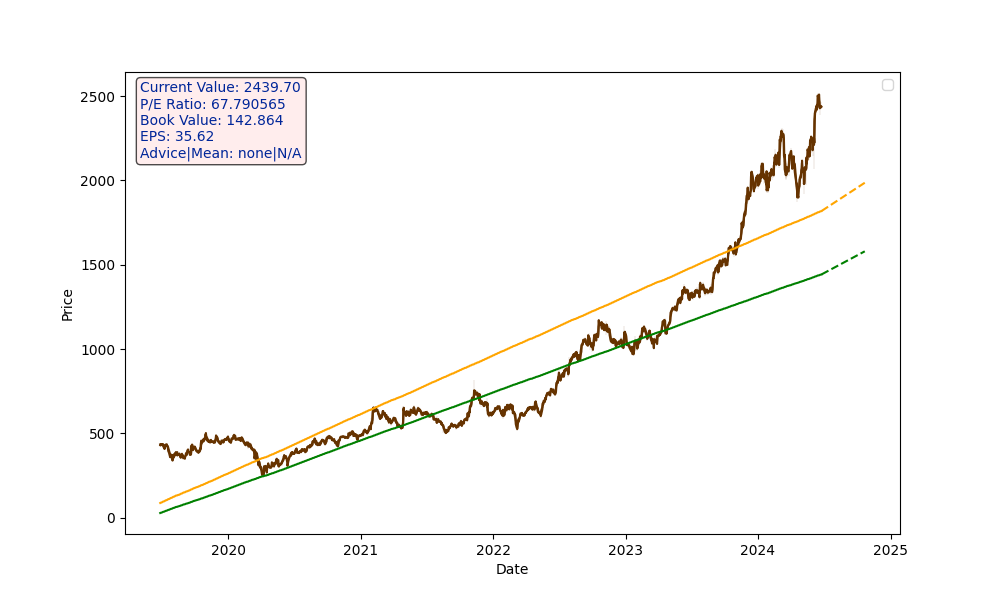 Current Value: 2439.70
P/E Ratio: 67.790565
Book Value: 142.864
EPS: 35.62
Advice|Mean: none|N/A
2500
2000
1500
1000
500
0
Price
2020
2021
2022
2023
2024
2025
Date